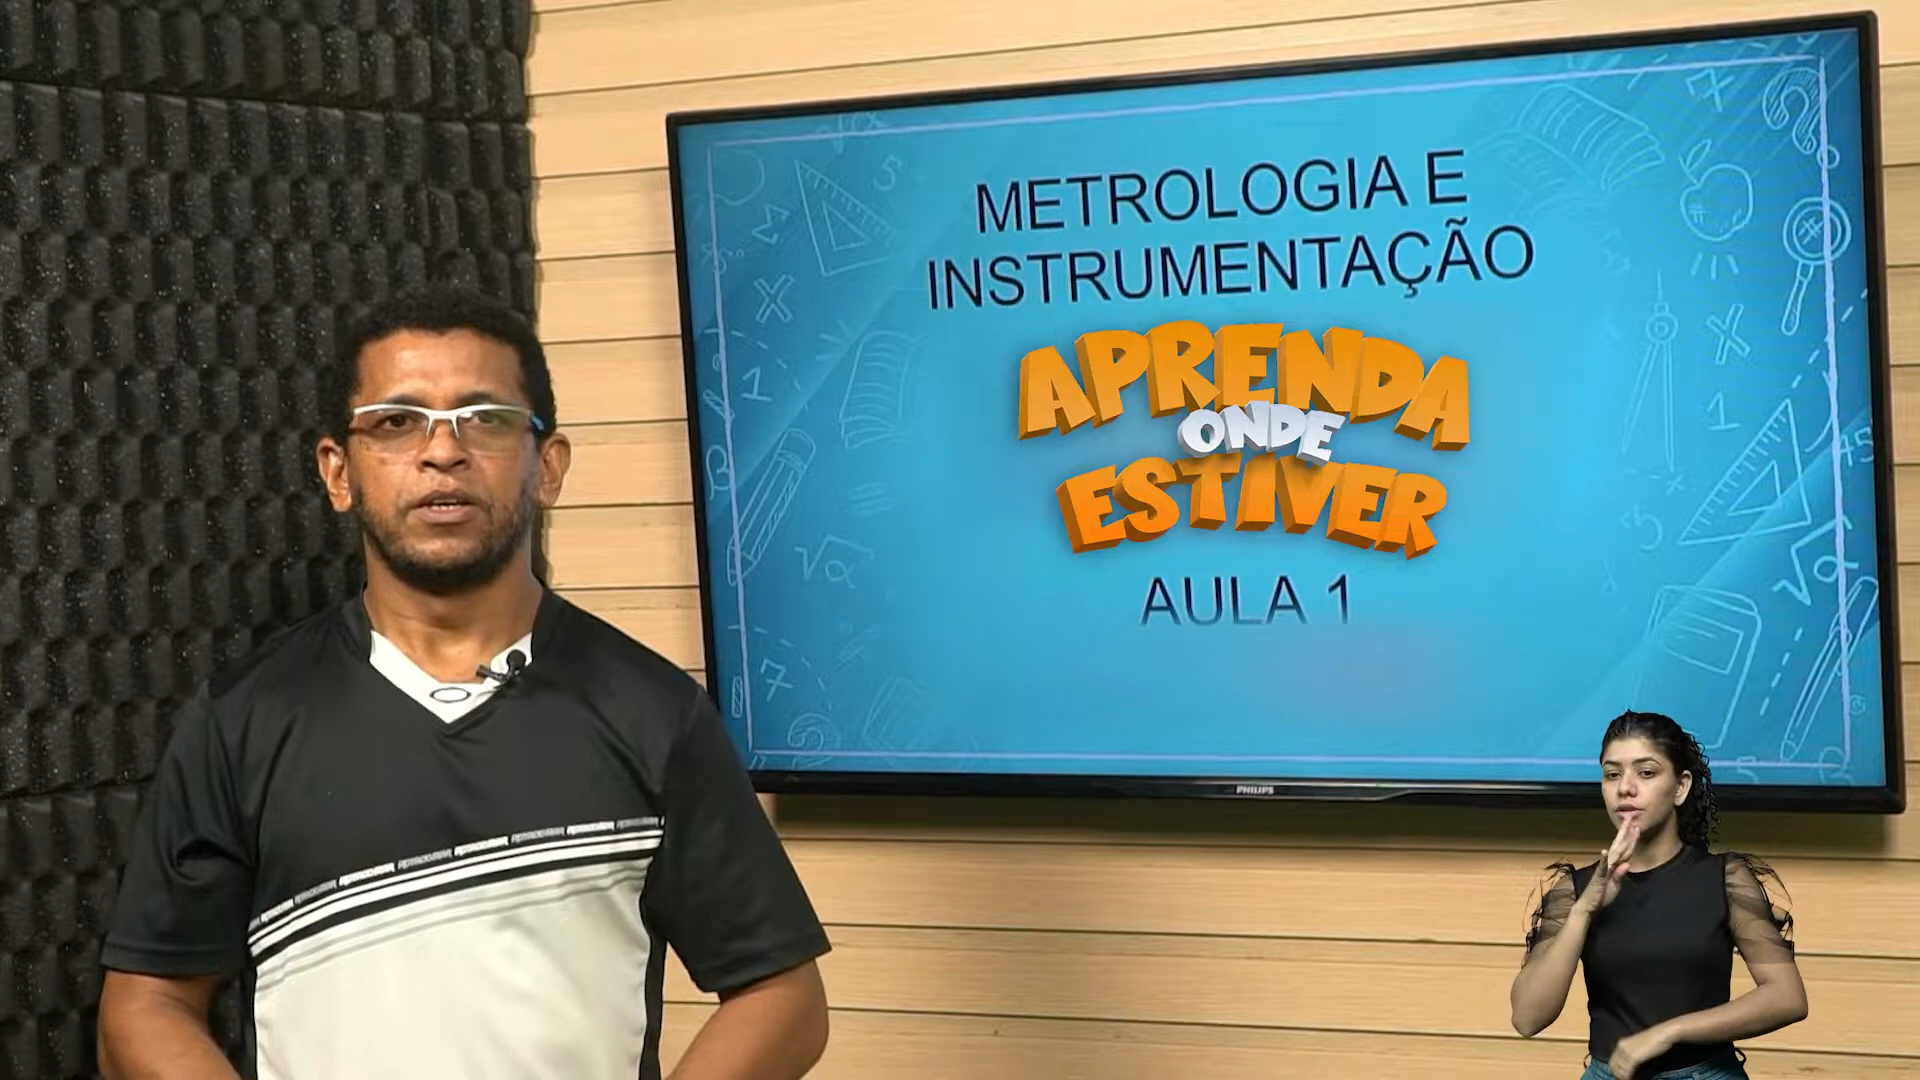 METROLOGIA E
INSTRUMENTAÇÃO
APRENDA
ONDE
ESTIVER
AULA 1
PHILIPS